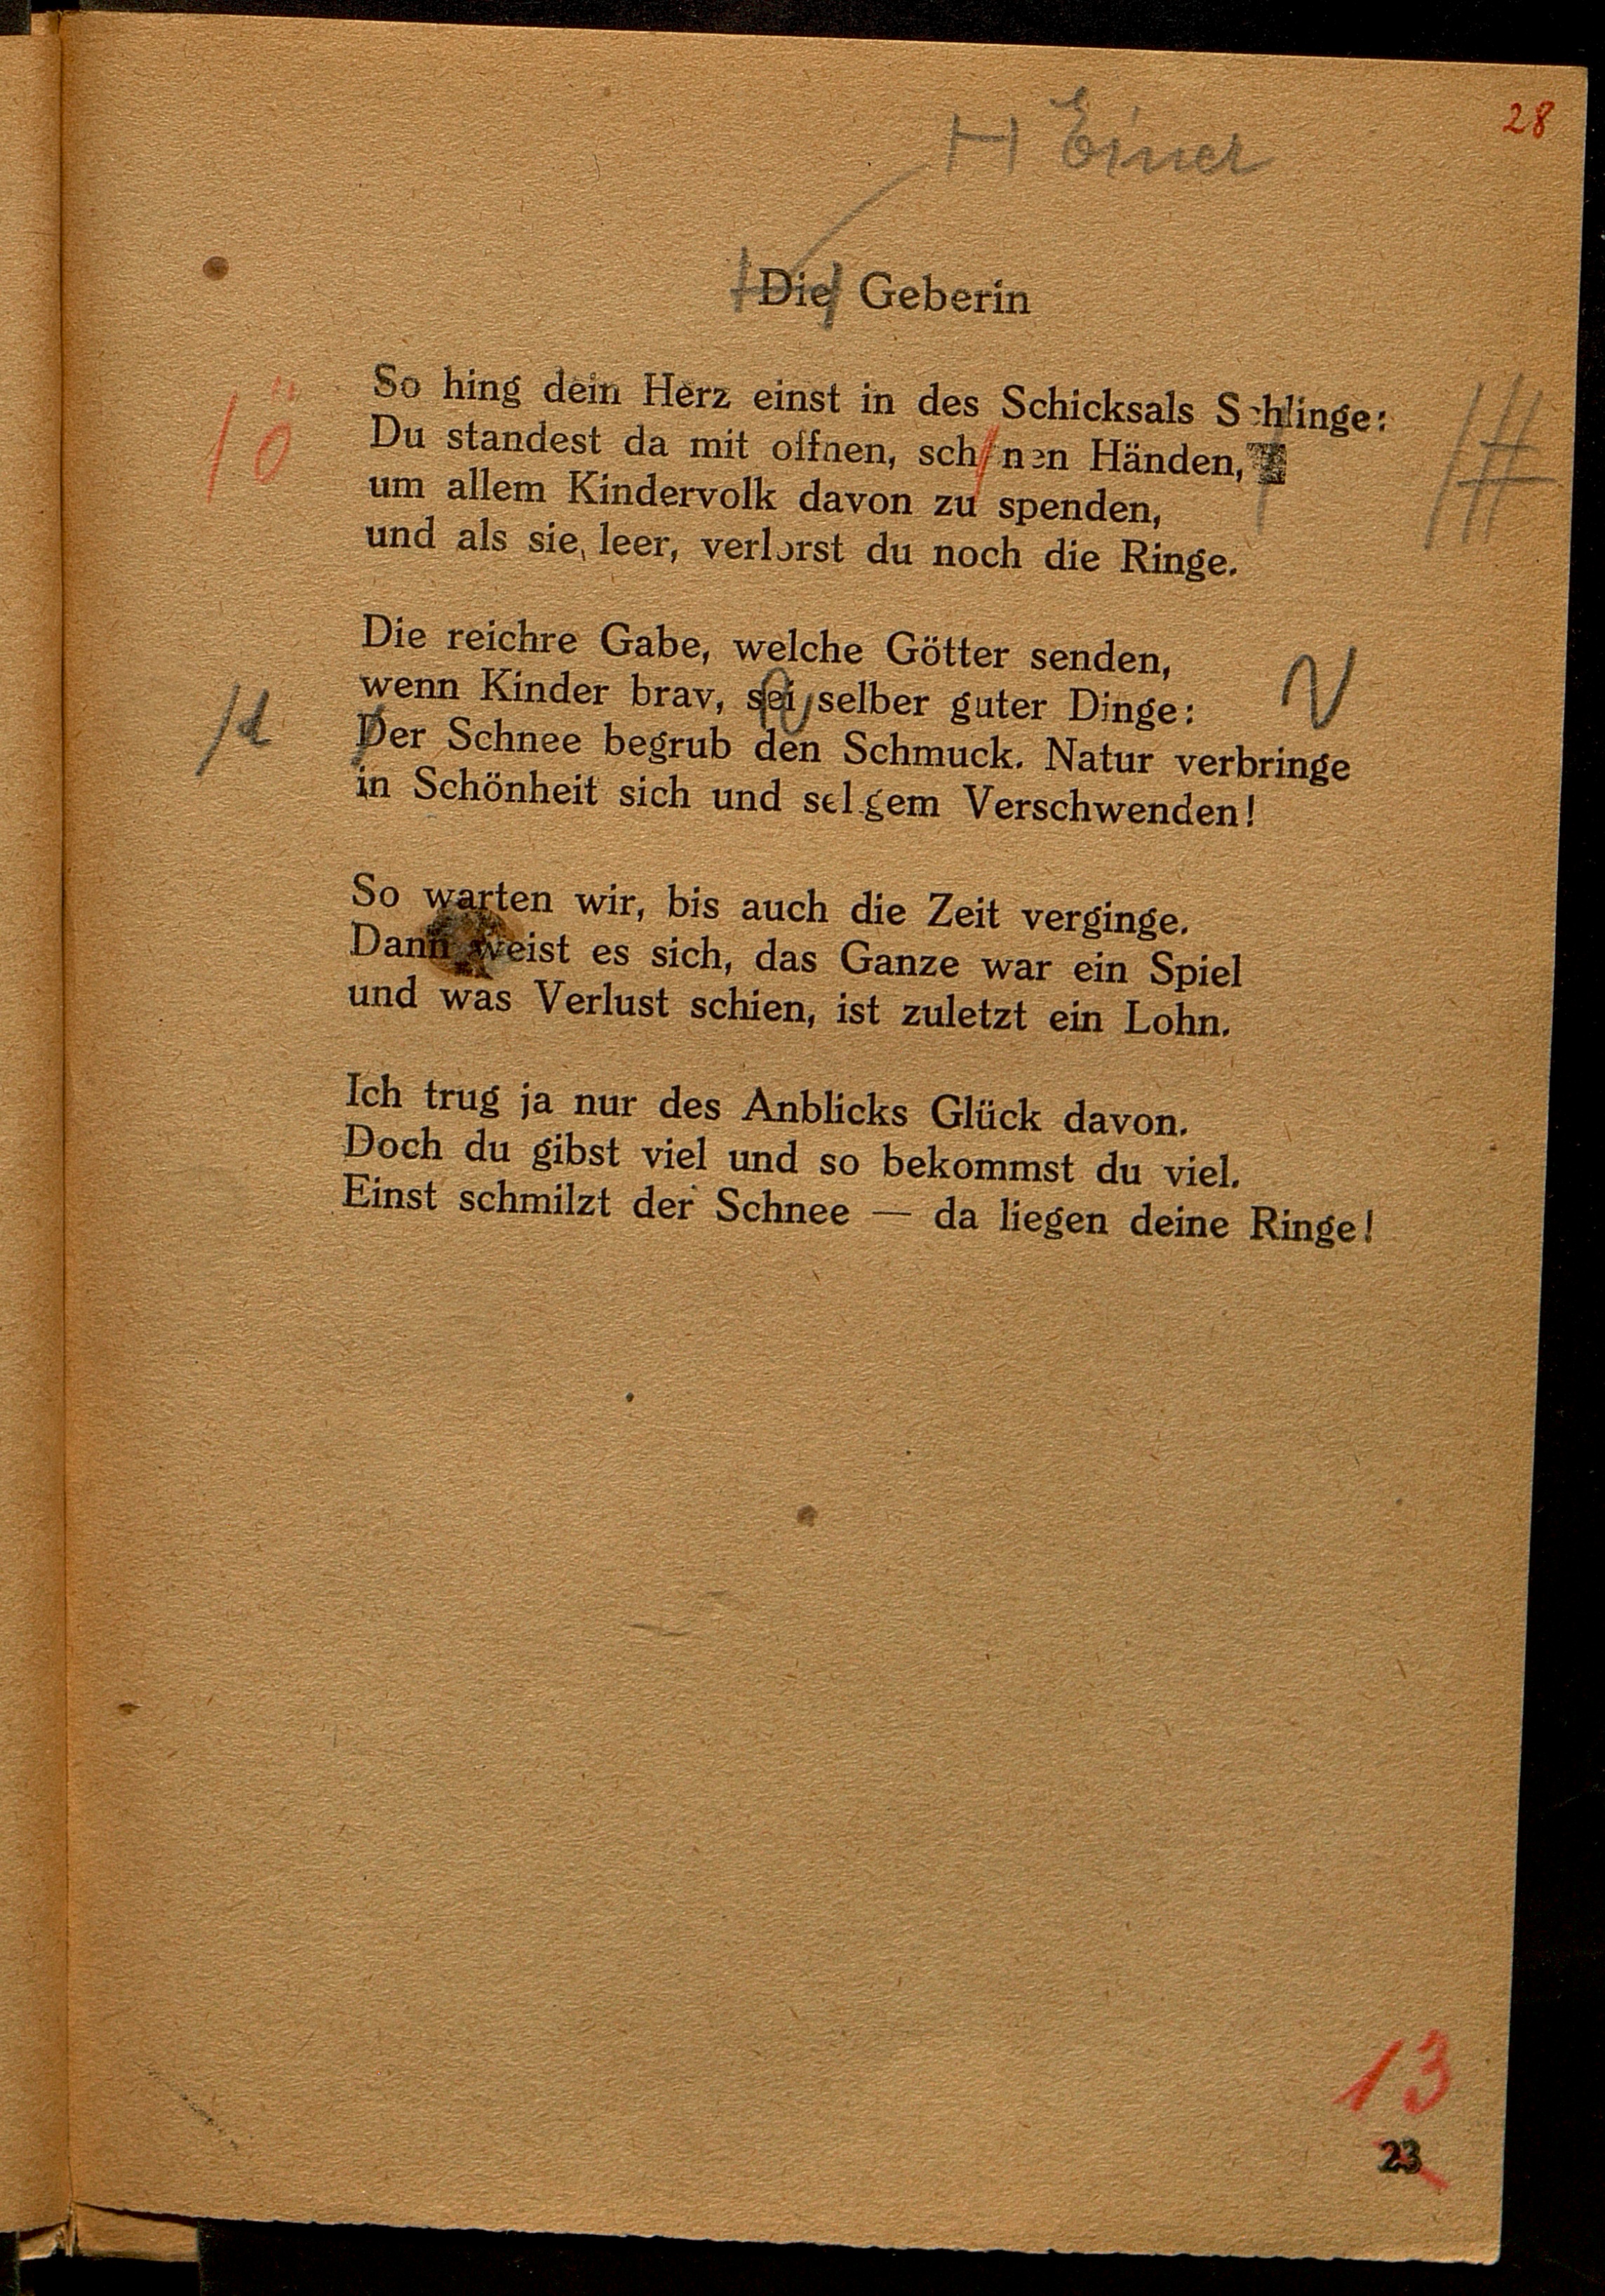 28
H Einer
Die Geberin
So hing dein Herz einst in des Schicksals Schlinge:
Du standest da mit offnen, sch nen Händen,
um allem Kindervolk davon zu spenden,
und als sie leer, verlorst du noch die Ringe.
ö
Die reichre Gabe, welche Götter senden,
wenn Kinder brav, sei selber guter Dinge:
Der Schnee begrub den Schmuck. Natur verbringe
d
in Schönheit sich und selgem Verschwenden!
So warten wir, bis auch die Zeit verginge.
Dann weist es sich, das Ganze war ein Spiel
und was Verlust schien, ist zuletzt ein Lohn.
Ich trug ja nur des Anblicks Glück davon.
Doch du gibst viel und so bekommst du viel.
Einst schmilzt der Schnee — da liegen deine Ringe!
13
23